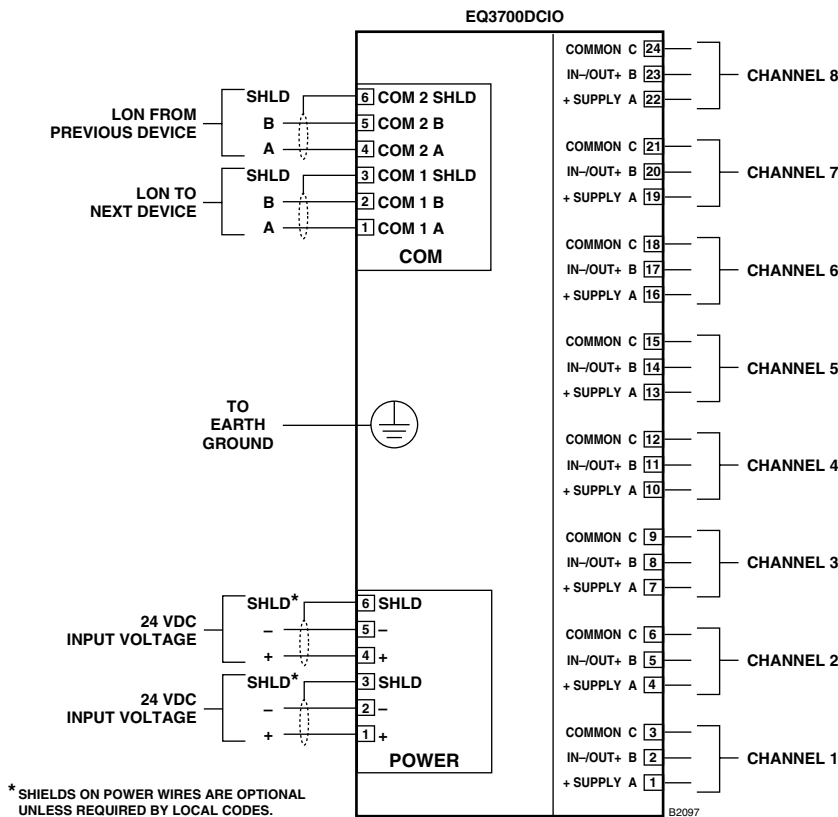 EQ3700DCIO
LON FROM
PREVIOUS DEVICE
SHLD
B
A
6 COM 2 SHLD
5 COM 2 B
4 COM 2 A
LON TO
NEXT DEVICE
SHLD
B
A
3 COM 1 SHLD
2 COM 1 B
1 COM 1 A
COM
TO
EARTH
GROUND
24 VDC
INPUT VOLTAGE
SHLD*
–
+
6 SHLD
5 –
4 +
24 VDC
INPUT VOLTAGE
SHLD*
–
+
3 SHLD
2 –
1 +
POWER
COMMON C 24
IN–/OUT+ B 23
+ SUPPLY A 22
CHANNEL 8
COMMON C 21
IN–/OUT+ B 20
+ SUPPLY A 19
CHANNEL 7
COMMON C 18
IN–/OUT+ B 17
+ SUPPLY A 16
CHANNEL 6
COMMON C 15
IN–/OUT+ B 14
+ SUPPLY A 13
CHANNEL 5
COMMON C 12
IN–/OUT+ B 11
+ SUPPLY A 10
CHANNEL 4
COMMON C 9
IN–/OUT+ B 8
+ SUPPLY A 7
CHANNEL 3
COMMON C 6
IN–/OUT+ B 5
+ SUPPLY A 4
CHANNEL 2
COMMON C 3
IN–/OUT+ B 2
+ SUPPLY A 1
CHANNEL 1
* SHIELDS ON POWER WIRES ARE OPTIONAL
UNLESS REQUIRED BY LOCAL CODES.
B2097